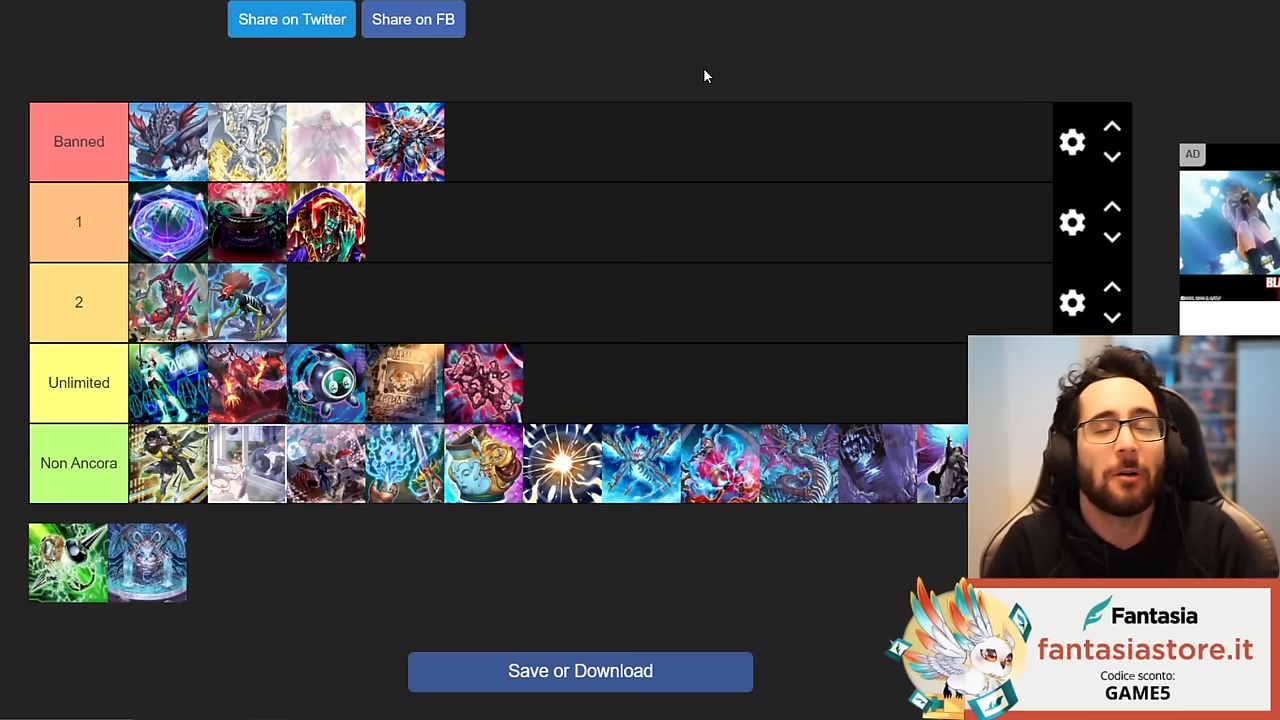 Share on Twitter
Share on FB
Banned
1
2
Unlimited
Non Ancora
AD
Save or Download
Fantasia
fantasiastore.it
Codice sconto:
GAME5